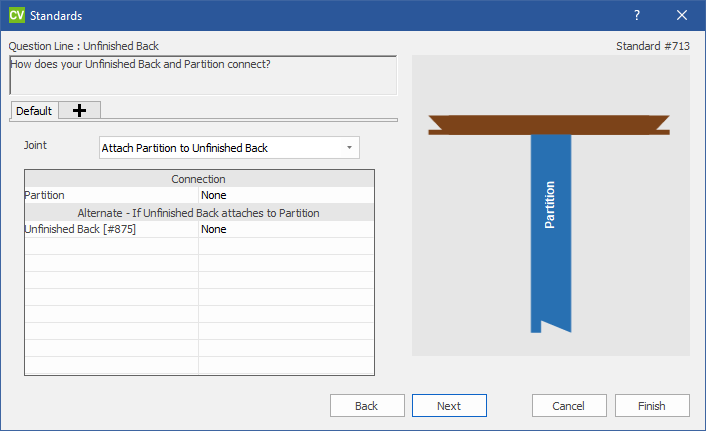 CV Standards ?
Question Line : Unfinished Back
Standard #713
How does your Unfinished Back and Partition connect?
Default
Joint
Attach Partition to Unfinished Back
Connection
Partition None
Alternate - If Unfinished Back attaches to Partition
Unfinished Back [#875] None
Partition
Back Next Cancel Finish